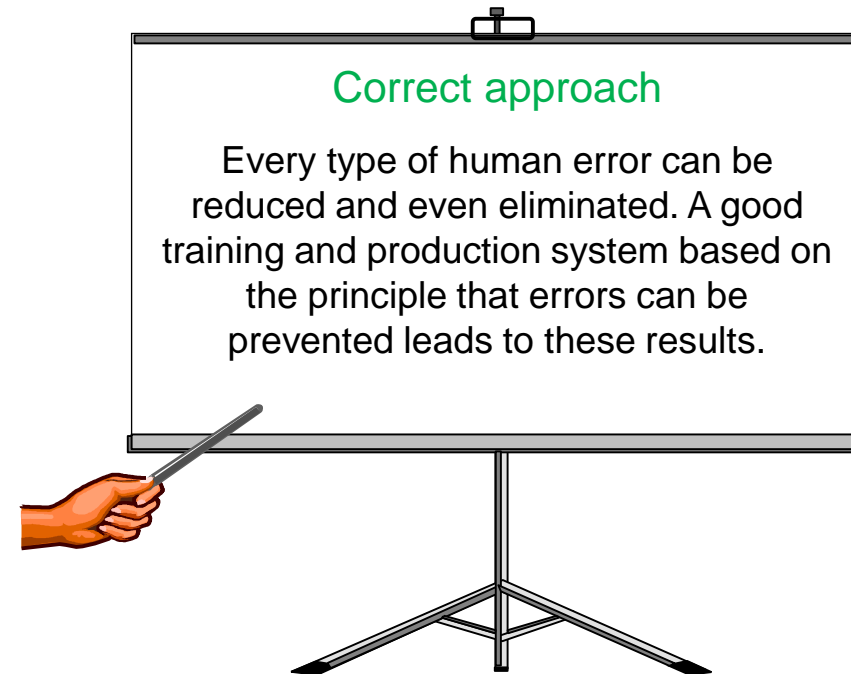 Correct approach
Every type of human error can be
reduced and even eliminated. A good
training and production system based on
the principle that errors can be
prevented leads to these results.